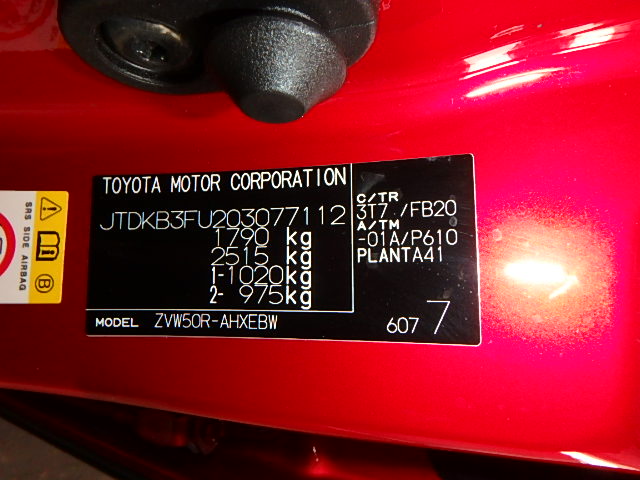 TOYOTA MOTOR CORPORATION
JTDKB3FU203077112
1790 kg
2515 kg
1-1020kg
2- 975kg
C/TR
3T7 /FB20
A/TM
-01A/P610
PLANTA41
MODEL ZVW50R-AHXEBW
607 7
SRS SIDE AIRBAG
B